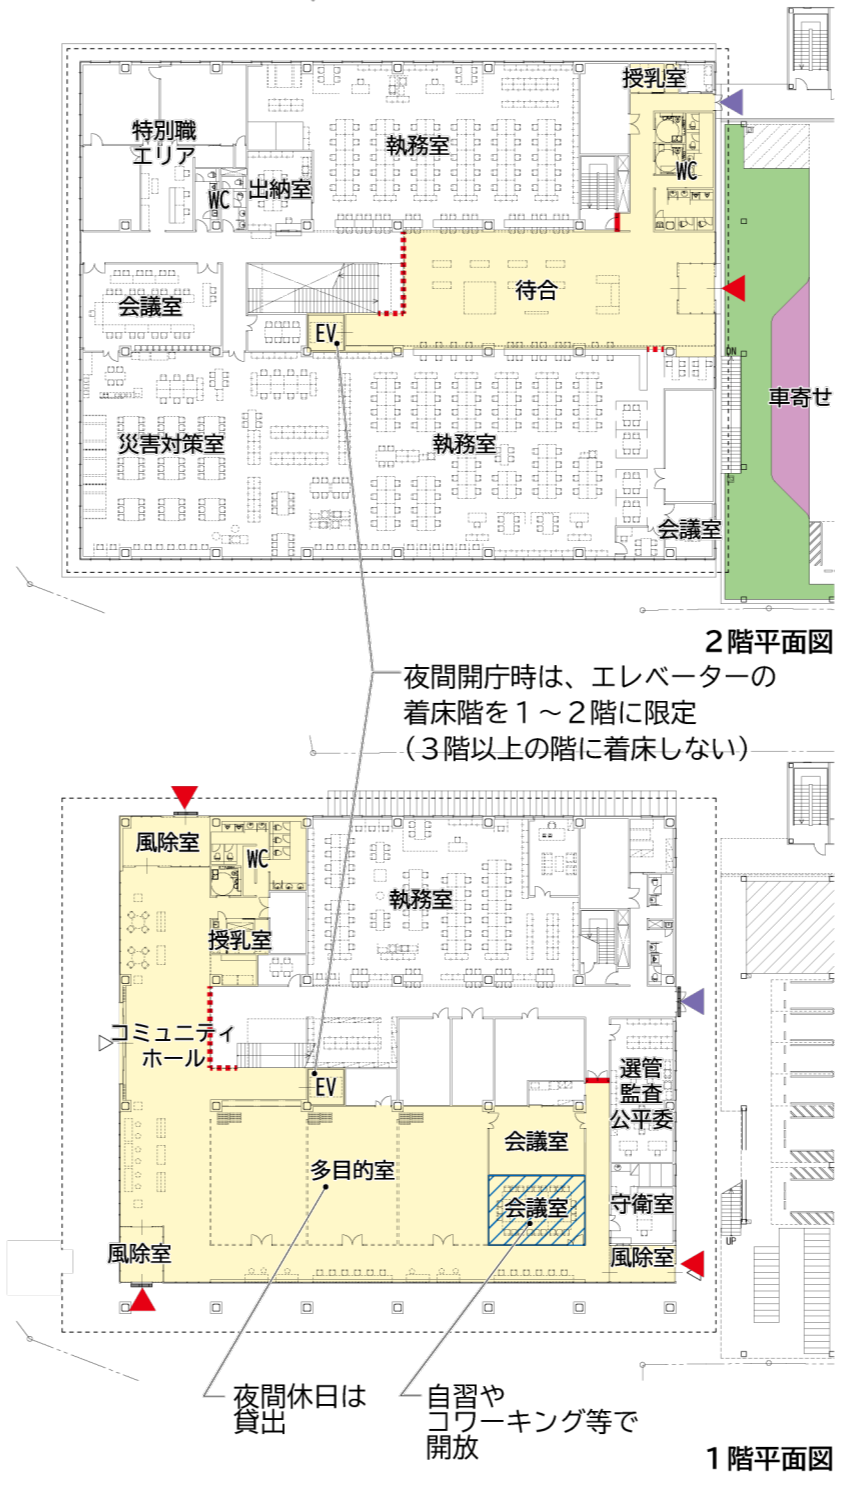 授乳室
特別職
エリア
執務室
WC
出納室
WC
会議室
待合
EV
DN
車寄せ
災害対策室
執務室
会議室
2階平面図
夜間開庁時は、エレベーターの
着床階を1～2階に限定
（3階以上の階に着床しない）
風除室
WC
執務室
授乳室
コミュニティ
ホール
EV
選管
監査
公平委
会議室
多目的室
会議室
守衛室
UP
風除室
風除室
夜間休日は
貸出
自習や
コワーキング等で
開放
1階平面図